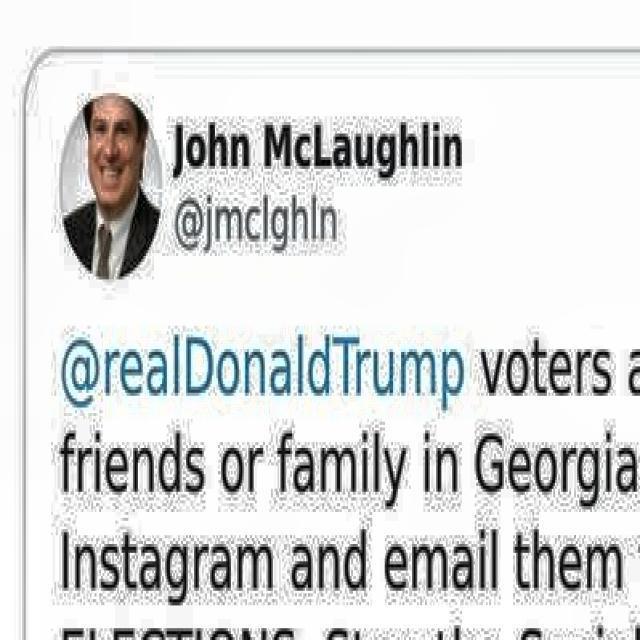 John McLaughlin
@jmclghln
@realDonaldTrump voters
friends or family in Georgia
Instagram and email them